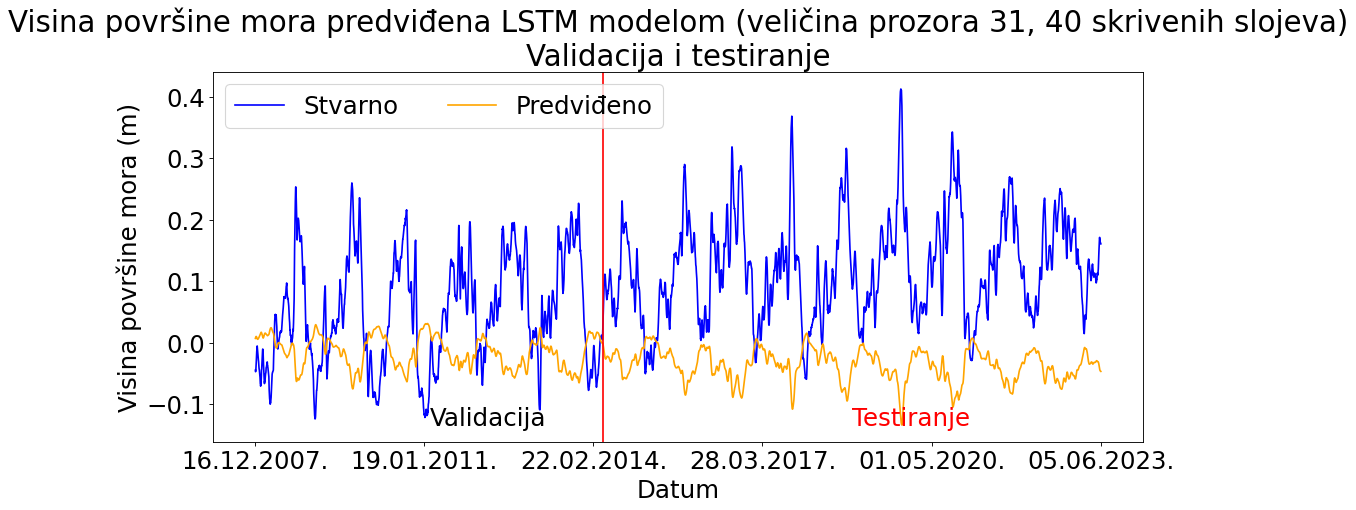 Visina površine mora predviđena LSTM modelom (veličina prozora 31, 40 skrivenih slojeva)
Validacija i testiranje
Stvarno
Predviđeno
Visina površine mora (m)
0.4
0.3
0.2
0.1
0.0
−0.1
Validacija
Testiranje
16.12.2007.
19.01.2011.
22.02.2014.
28.03.2017.
01.05.2020.
05.06.2023.
Datum